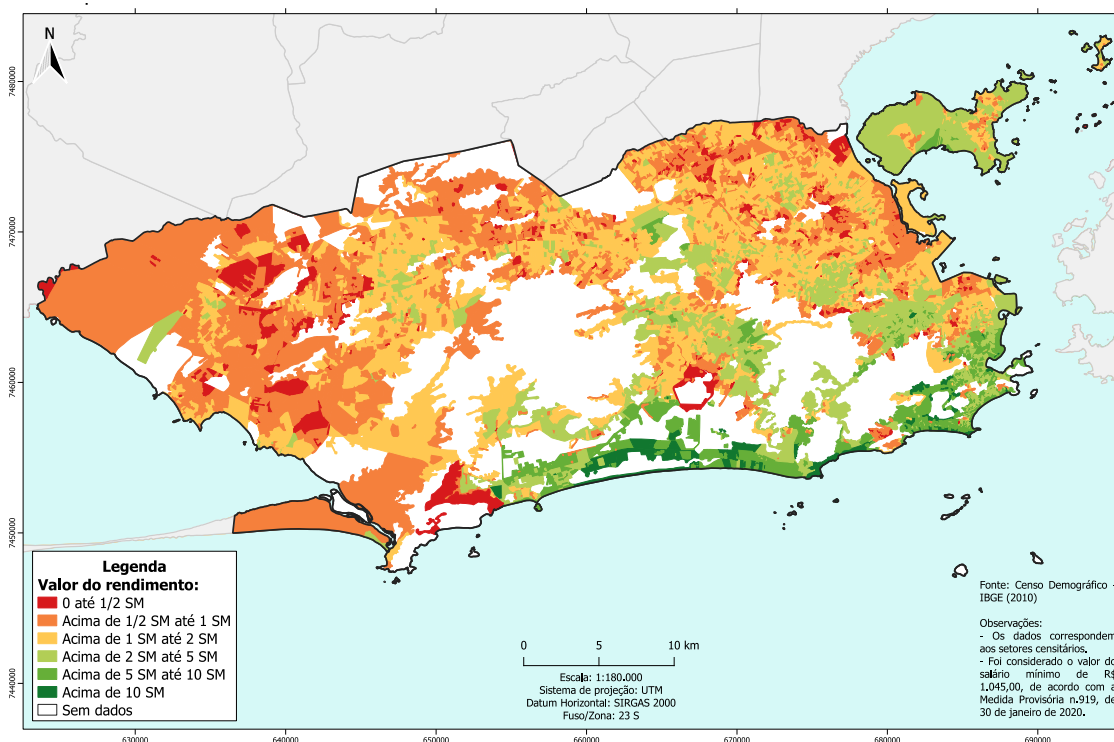 N
7480000
7470000
7460000
7450000
7440000
Legenda
Valor do rendimento:
0 até 1/2 SM
Acima de 1/2 SM até 1 SM
Acima de 1 SM até 2 SM
Acima de 2 SM até 5 SM
Acima de 5 SM até 10 SM
Acima de 10 SM
Sem dados
0 5 10 km
Escala: 1:180.000
Sistema de projeção: UTM
Datum Horizontal: SIRGAS 2000
Fuso/Zona: 23 S
Fonte: Censo Demográfico -
IBGE (2010)
Observações:
- Os dados correspondem
aos setores censitários.
- Foi considerado o valor do
salário mínimo de R$
1.045,00, de acordo com a
Medida Provisória n.919, de
30 de janeiro de 2020.
630000 640000 650000 660000 670000 680000 690000